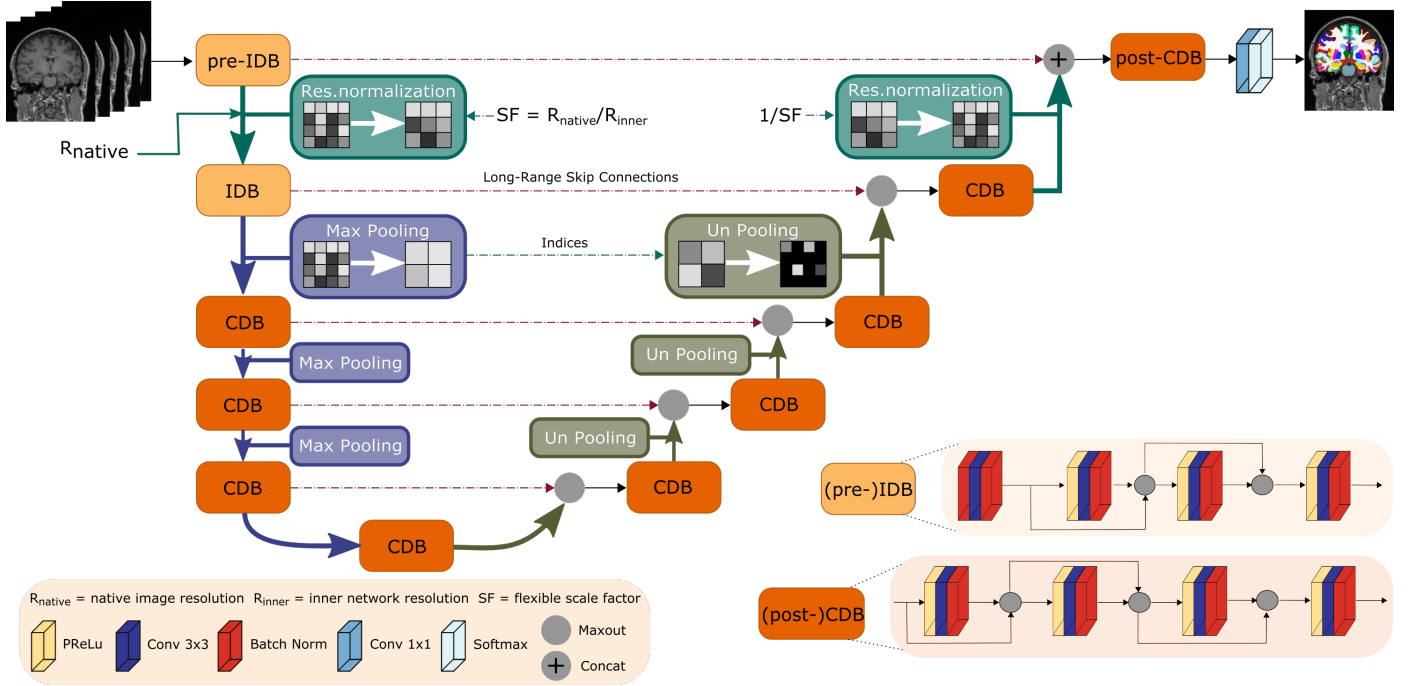 pre-IDB
+
post-CDB
Res.normalization
SF = Rnative/Rinner
1/SF
Res.normalization
Rnative
IDB
Long-Range Skip Connections
CDB
Max Pooling
Indices
Un Pooling
CDB
CDB
Max Pooling
Un Pooling
CDB
CDB
Max Pooling
Un Pooling
CDB
CDB
CDB
(pre-)IDB
(post-)CDB
Rnative = native image resolution Rinner = inner network resolution SF = flexible scale factor
PReLu
Conv 3x3
Batch Norm
Conv 1x1
Softmax
Maxout
+
Concat